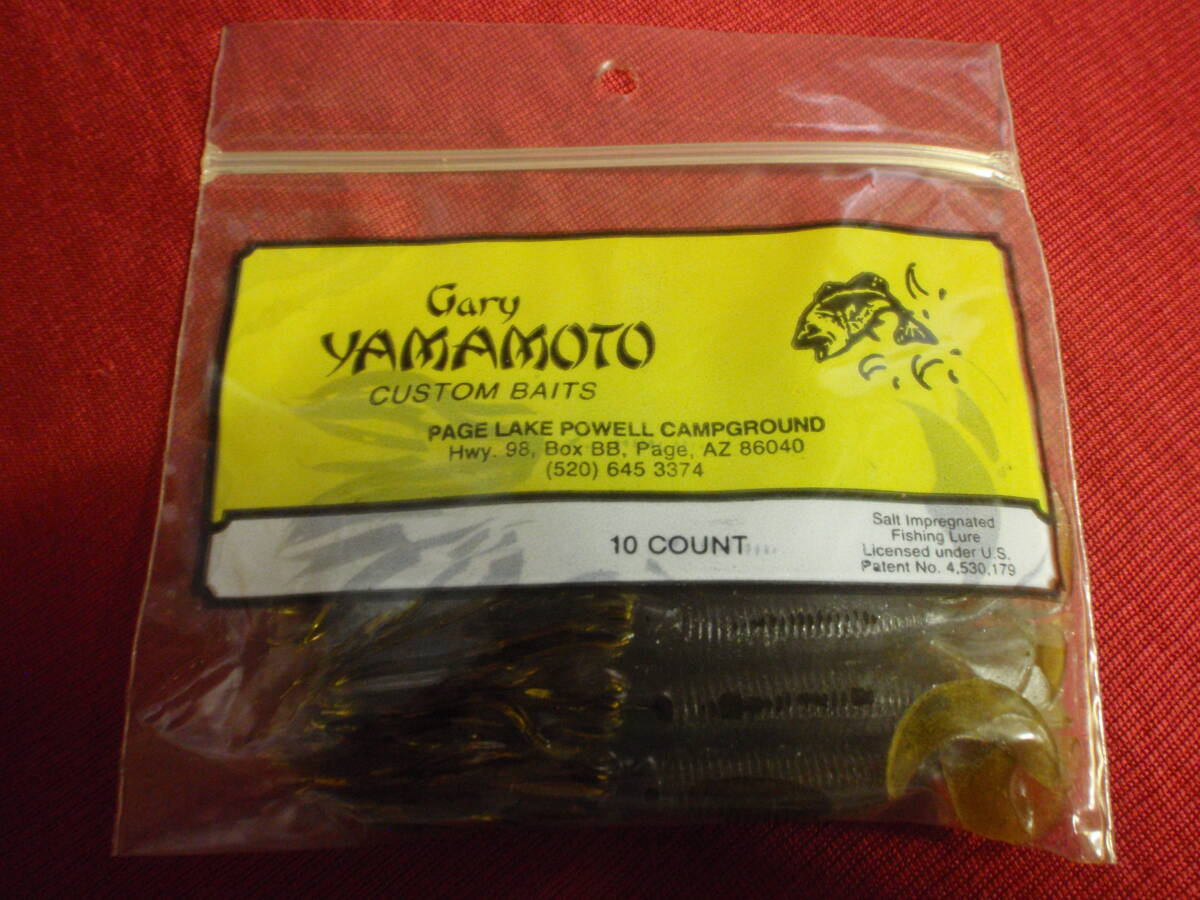 Gary
YAMAMOTO
CUSTOM BAITS
PAGE LAKE POWELL CAMPGROUND
Hwy. 98, Box BB, Page, AZ 86040
(520) 645 3374
10 COUNT
Salt Impregnated
Fishing Lure
Licensed under U.S.
Patent No. 4,530,179